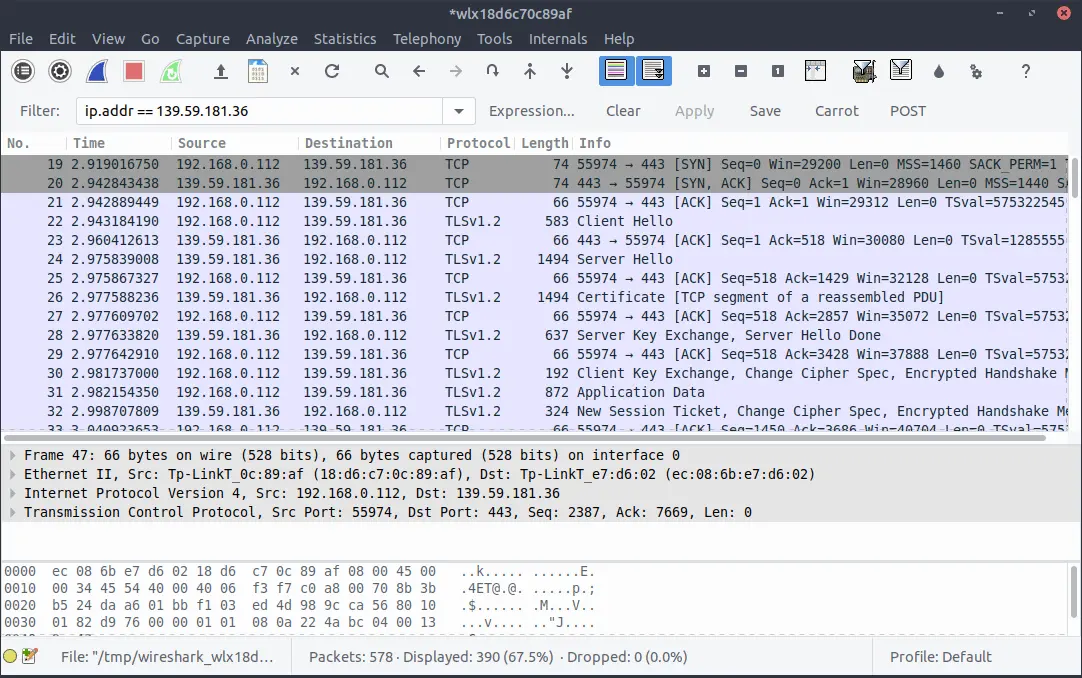 *wlx18d6c70c89af
File Edit View Go Capture Analyze Statistics Telephony Tools Internals Help
Filter: ip.addr == 139.59.181.36 Expression... Clear Apply Save Carrot POST
No. Time Source Destination Protocol Length Info
19 2.919016750 192.168.0.112 139.59.181.36 TCP 74 55974 → 443 [SYN] Seq=0 Win=29200 Len=0 MSS=1460 SACK_PERM=1
20 2.942843438 139.59.181.36 192.168.0.112 TCP 74 443 → 55974 [SYN, ACK] Seq=0 Ack=1 Win=28960 Len=0 MSS=1440
21 2.942889449 192.168.0.112 139.59.181.36 TCP 66 55974 → 443 [ACK] Seq=1 Ack=1 Win=29312 Len=0 TSval=575322545
22 2.943184190 192.168.0.112 139.59.181.36 TLSv1.2 583 Client Hello
23 2.960412613 139.59.181.36 192.168.0.112 TCP 66 443 → 55974 [ACK] Seq=1 Ack=518 Win=30080 Len=0 TSval=1285555
24 2.975839008 139.59.181.36 192.168.0.112 TLSv1.2 1494 Server Hello
25 2.975867327 192.168.0.112 139.59.181.36 TCP 66 55974 → 443 [ACK] Seq=518 Ack=1429 Win=32128 Len=0 TSval=5753
26 2.977588236 139.59.181.36 192.168.0.112 TLSv1.2 1494 Certificate [TCP segment of a reassembled PDU]
27 2.977609702 192.168.0.112 139.59.181.36 TCP 66 55974 → 443 [ACK] Seq=518 Ack=2857 Win=35072 Len=0 TSval=5753
28 2.977633820 139.59.181.36 192.168.0.112 TLSv1.2 637 Server Key Exchange, Server Hello Done
29 2.977642910 192.168.0.112 139.59.181.36 TCP 66 55974 → 443 [ACK] Seq=518 Ack=3428 Win=37888 Len=0 TSval=5753
30 2.981737000 192.168.0.112 139.59.181.36 TLSv1.2 192 Client Key Exchange, Change Cipher Spec, Encrypted Handshake
31 2.982154350 192.168.0.112 139.59.181.36 TLSv1.2 872 Application Data
32 2.998707809 139.59.181.36 192.168.0.112 TLSv1.2 324 New Session Ticket, Change Cipher Spec, Encrypted Handshake Me
33 3.040923653 192.168.0.112 139.59.181.36 TCP 66 55974 → 443 [ACK] Seq=1450 Ack=3686 Win=40704 Len=0
Frame 47: 66 bytes on wire (528 bits), 66 bytes captured (528 bits) on interface 0
Ethernet II, Src: Tp-LinkT_0c:89:af (18:d6:c7:0c:89:af), Dst: Tp-LinkT_e7:d6:02 (ec:08:6b:e7:d6:02)
Internet Protocol Version 4, Src: 192.168.0.112, Dst: 139.59.181.36
Transmission Control Protocol, Src Port: 55974, Dst Port: 443, Seq: 2387, Ack: 7669, Len: 0
0000 ec 08 6b e7 d6 02 18 d6 c7 0c 89 af 08 00 45 00 ..k..... ......E.
0010 00 34 45 54 40 00 40 06 f3 f7 c0 a8 00 70 8b 3b .4ET@.@. .....p.;
0020 b5 24 da a6 01 bb f1 03 ed 4d 98 9c ca 56 80 10 .$...... .M...V..
0030 01 82 d9 76 00 00 01 01 08 0a 22 4a bc 04 00 13 ...v.... .."J....
File: "/tmp/wireshark_wlx18d... Packets: 578 · Displayed: 390 (67.5%) · Dropped: 0 (0.0%) Profile: Default